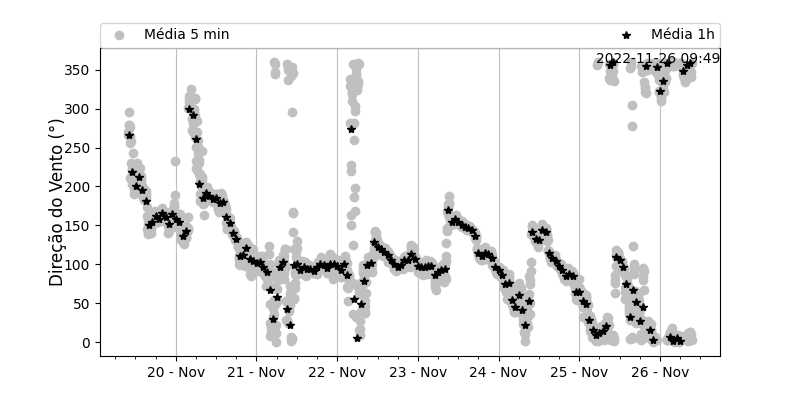 Média 5 min
Média 1h
2022-11-26 09:49
Direção do Vento (°)
350
300
250
200
150
100
50
0
20 - Nov
21 - Nov
22 - Nov
23 - Nov
24 - Nov
25 - Nov
26 - Nov